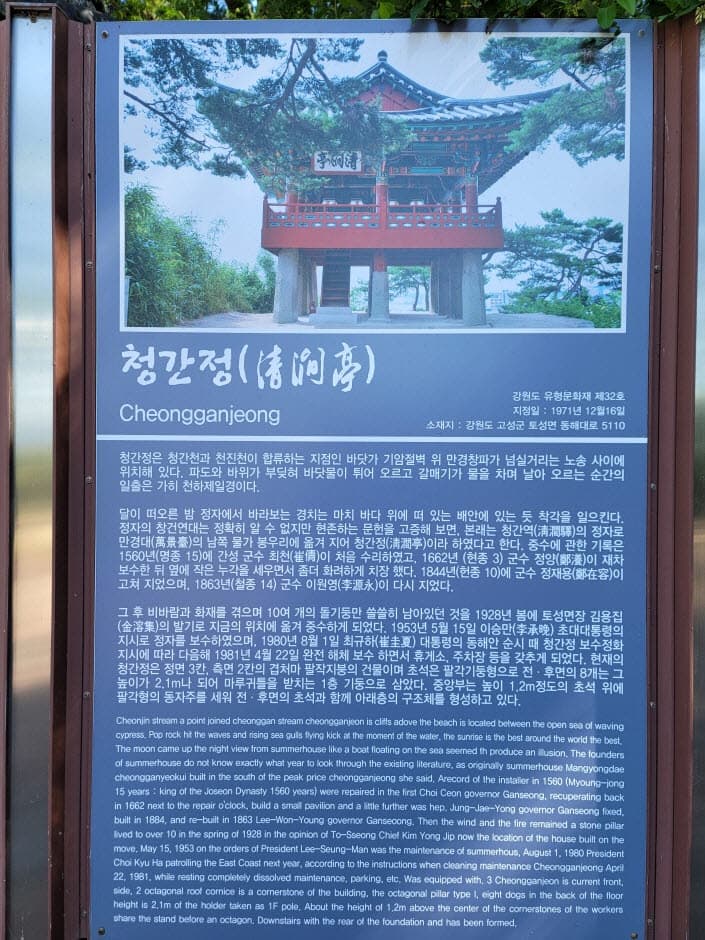 淸澗亭
청간정(淸澗亭)
Cheongganjeong
강원도 유형문화재 제32호
지정일 : 1971년 12월16일
소재지 : 강원도 고성군 토성면 동해대로 5110
청간정은 청간천과 천진천이 합류하는 지점인 바닷가 기암절벽 위 만경창파가 넘실거리는 노송 사이에
위치해 있다. 파도와 바위가 부딪혀 바닷물이 튀어 오르고 갈매기가 물을 차며 날아 오르는 순간의
일출은 가히 천하제일경이다.
달이 떠오른 밤 정자에서 바라보는 경치는 마치 바다 위에 떠 있는 배안에 있는 듯 착각을 일으킨다.
정자의 창건연대는 정확히 알 수 없지만 현존하는 문헌을 고증해 보면, 본래는 청간역(淸澗驛)의 정자로
만경대(萬景臺)의 남쪽 물가 봉우리에 옮겨 지어 청간정(淸澗亭)이라 하였다고 한다. 중수에 관한 기록은
1560년(명종 15)에 간성 군수 최천(崔倩)이 처음 수리하였고, 1662년 (현종 3) 군수 정양(鄭瀁)이 재차
보수한 뒤 옆에 작은 누각을 세우면서 좀더 화려하게 치장 했다. 1844년(헌종 10)에 군수 정재용(鄭在容)이
고쳐 지었으며, 1863년(철종 14) 군수 이원영(李源永)이 다시 지었다.
그 후 비바람과 화재를 겪으며 10여 개의 돌기둥만 쓸쓸히 남아있던 것을 1928년 봄에 토성면장 김용집
(金溶集)의 발기로 지금의 위치에 옮겨 중수하게 되었다. 1953년 5월 15일 이승만(李承晩) 초대대통령의
지시로 정자를 보수하였으며, 1980년 8월 1일 최규하(崔圭夏) 대통령의 동해안 순시 때 청간정 보수정화
지시에 따라 다음해 1981년 4월 22일 완전 해체 보수 하면서 휴게소, 주차장 등을 갖추게 되었다. 현재의
청간정은 정면 3칸, 측면 2칸의 겹처마 팔작지붕의 건물이며 초석은 팔각기둥형으로 전 · 후면의 8개는 그
높이가 2.1m나 되어 마루귀틀을 받치는 1층 기둥으로 삼았다. 중앙부는 높이 1.2m정도의 초석 위에
팔각형의 동자주를 세워 전 · 후면의 초석과 함께 아래층의 구조체를 형성하고 있다.
Cheonjin stream a point joined cheonggan stream cheongganjeon is cliffs adove the beach is located between the open sea of waving
cypress. Pop rock hit the waves and rising sea gulls flying kick at the moment of the water, the sunrise is the best around the world the best.
The moon came up the night view from summerhouse like a boat floating on the sea seemed th produce an illusion. The founders
of summerhouse do not know exactly what year to look through the existing literature, as originally summerhouse Mangyongdae
cheongganyeokui built in the south of the peak price cheongganjeong she said. Arecord of the installer in 1560 (Myoung-jong
15 years : king of the Joseon Dynasty 1560 years) were repaired in the first Choi Ceon governor Ganseong, recuperating back
in 1662 next to the repair o'clock, build a small pavilion and a little further was hep. Jung-Jae-Yong governor Ganseong fixed,
built in 1884, and re-built in 1863 Lee-Won-Young governor Ganseoong. Then the wind and the fire remained a stone pillar
lived to over 10 in the spring of 1928 in the opinion of To-Sseong Chief Kim Yong Jip now the location of the house built on the
move. May 15, 1953 on the orders of President Lee-Seung-Man was the maintenance of summerhous, August 1, 1980 President
Choi Kyu Ha patrolling the East Coast next year, according to the instructions when cleaning maintenance Cheongganjeong April
22, 1981, while resting completely dissolved maintenance, parking, etc. Was equipped with. 3 Cheongganjeon is current front,
side, 2 octagonal roof cornice is a cornerstone of the building, the octagonal pillar type I, eight dogs in the back of the floor
height is 2.1m of the holder taken as 1F pole. About the height of 1.2m above the center of the cornerstones of the workers
share the stand before an octagon. Downstairs with the rear of the foundation and has been formed.